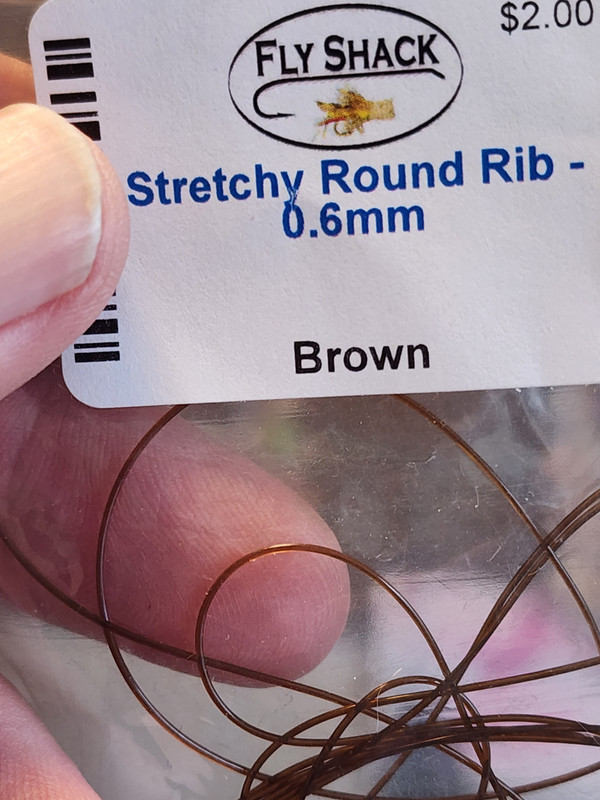 $2.00
FLY SHACK
Stretchy Round Rib -
0.6mm
Brown